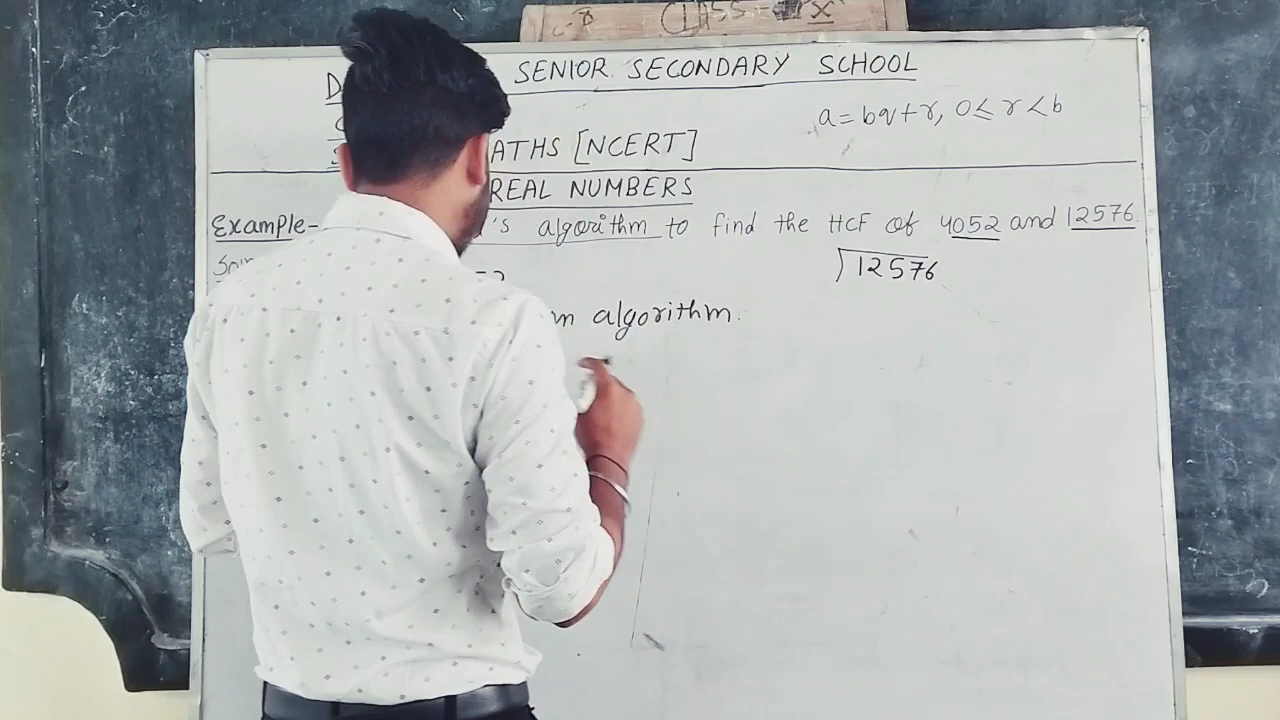 CLASS - X
SENIOR SECONDARY SCHOOL
a = bq + r, 0 ≤ r < b
MATHS [NCERT]
REAL NUMBERS
Example- 's algorithm to find the HCF of 4052 and 12576.
)12576
algorithm.